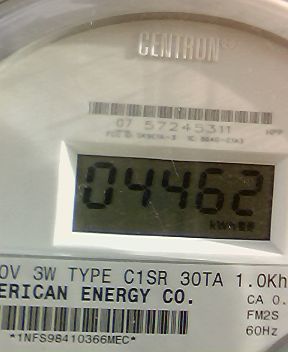 CENTRON®
07 57245311
04462
0V 3W TYPE C1SR 30TA 1.0Kh
ERICAN ENERGY CO. CA 0.
FM2S
*1NFS98410366MEC* 60Hz